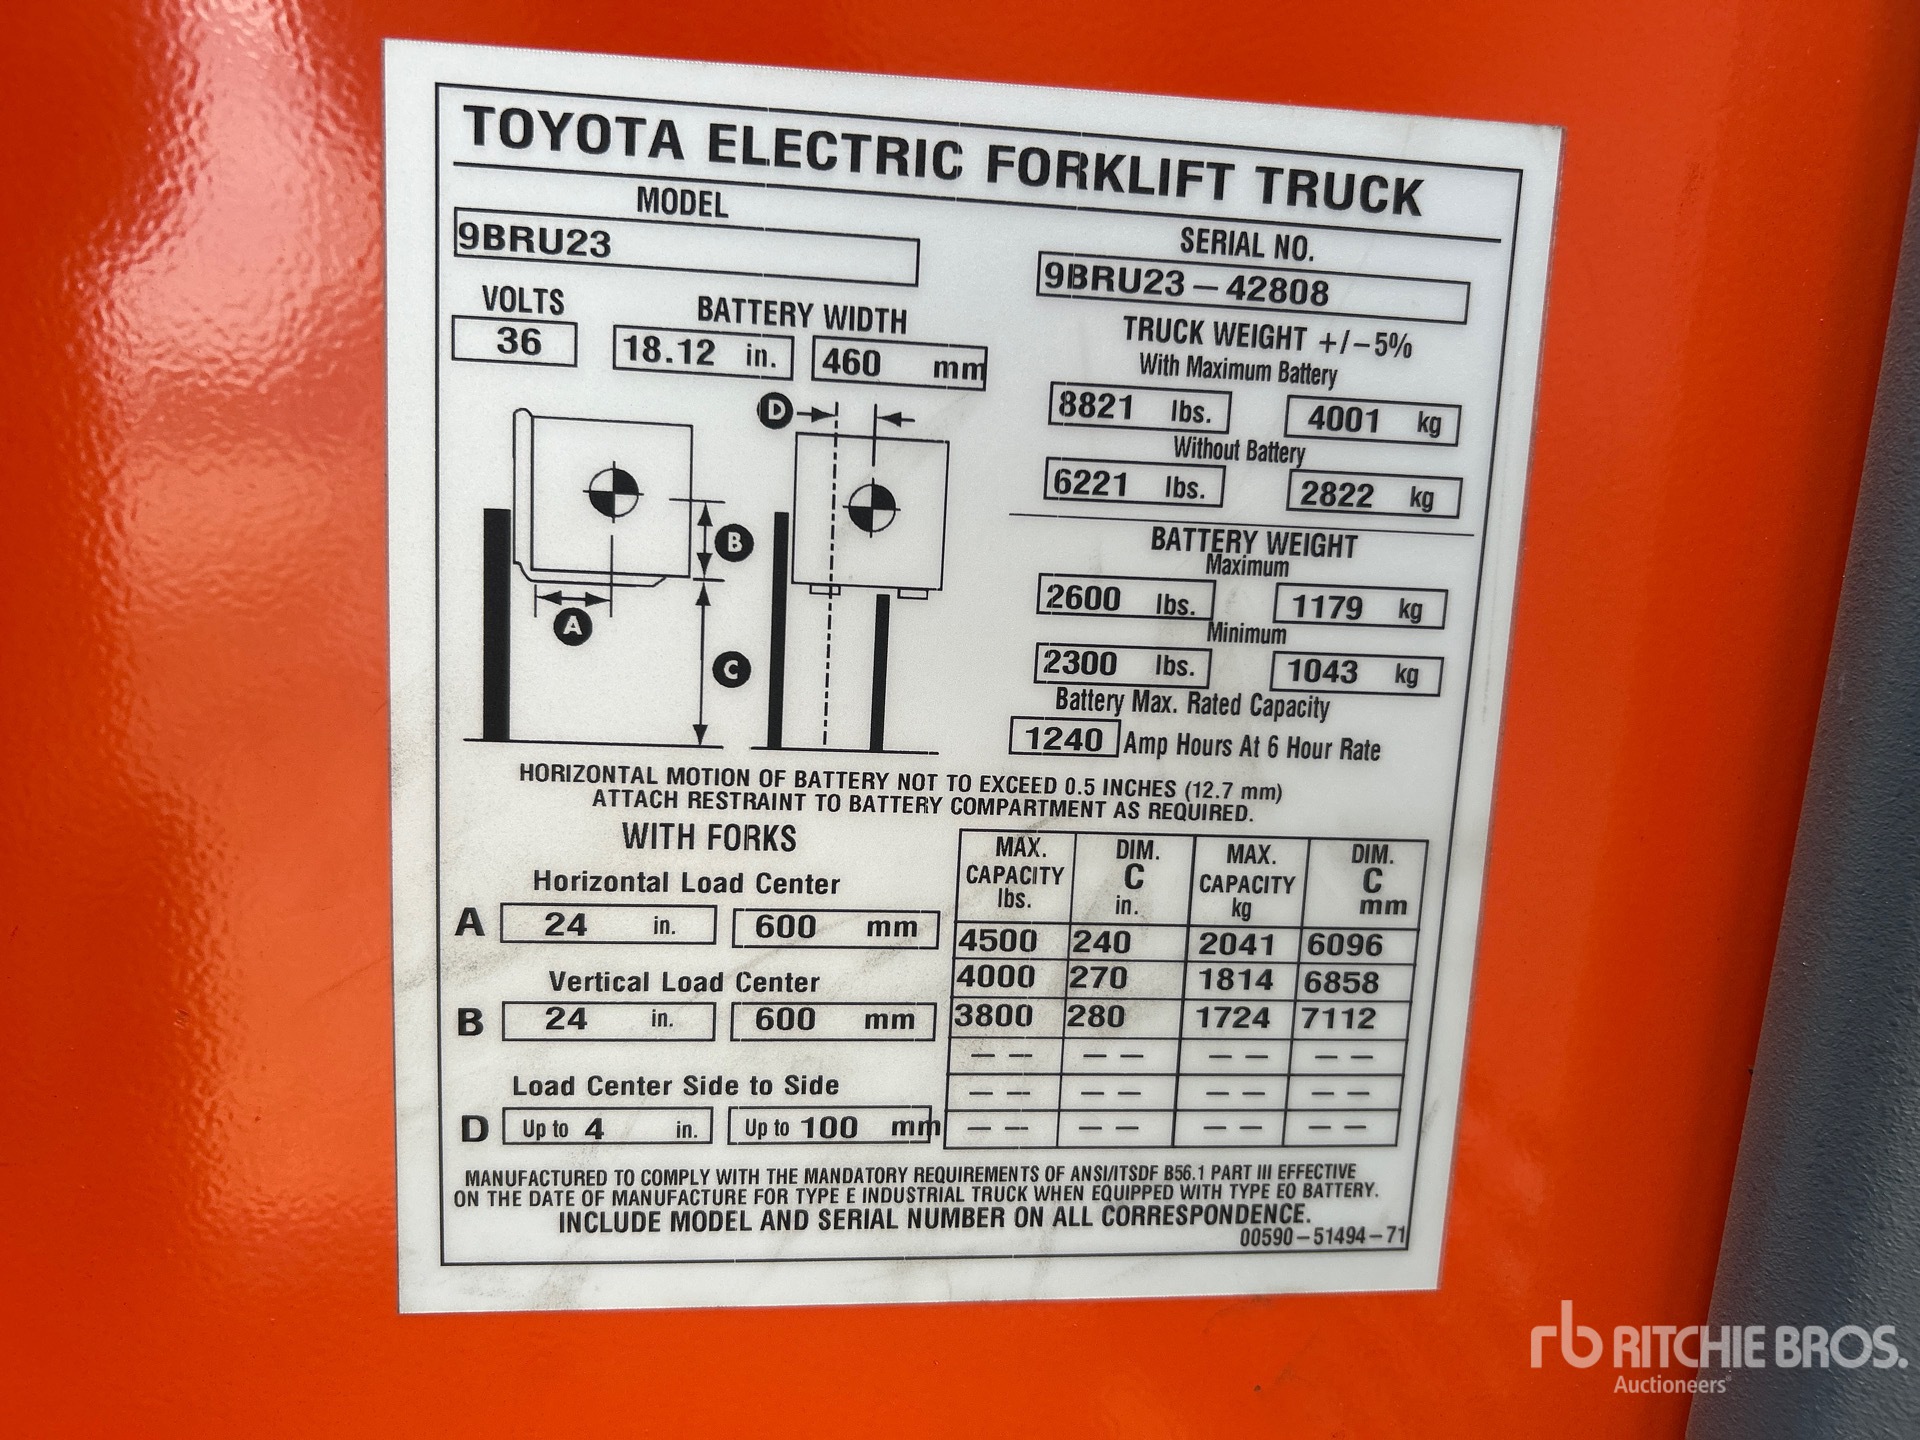 TOYOTA ELECTRIC FORKLIFT TRUCK
MODEL
9BRU23
SERIAL NO.
9BRU23-42808
VOLTS
36
BATTERY WIDTH
18.12 in. 460 mm
TRUCK WEIGHT +/-5%
With Maximum Battery
8821 lbs. 4001 kg
Without Battery
6221 lbs. 2822 kg
D
B
A
C
BATTERY WEIGHT
Maximum
2600 lbs. 1179 kg
Minimum
2300 lbs. 1043 kg
Battery Max. Rated Capacity
1240 Amp Hours At 6 Hour Rate
HORIZONTAL MOTION OF BATTERY NOT TO EXCEED 0.5 INCHES (12.7 mm)
ATTACH RESTRAINT TO BATTERY COMPARTMENT AS REQUIRED.
WITH FORKS
Horizontal Load Center
A 24 in. 600 mm
Vertical Load Center
B 24 in. 600 mm
Load Center Side to Side
D Up to 4 in. Up to 100 mm
MAX. CAPACITY lbs. DIM. C in. MAX. CAPACITY kg DIM. C mm
4500 240 2041 6096
4000 270 1814 6858
3800 280 1724 7112
-- -- -- --
-- -- -- --
-- -- -- --
MANUFACTURED TO COMPLY WITH THE MANDATORY REQUIREMENTS OF ANSI/ITSDF B56.1 PART III EFFECTIVE
ON THE DATE OF MANUFACTURE FOR TYPE E INDUSTRIAL TRUCK WHEN EQUIPPED WITH TYPE EO BATTERY.
INCLUDE MODEL AND SERIAL NUMBER ON ALL CORRESPONDENCE.
00590-51494-71
rb RITCHIE BROS.
Auctioneers